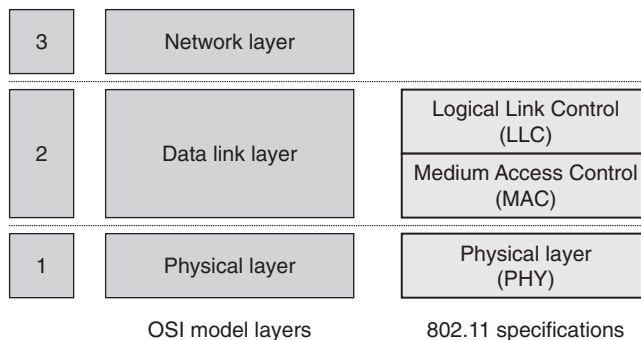 3
Network layer
2
Data link layer
Logical Link Control
(LLC)
Medium Access Control
(MAC)
1
Physical layer
Physical layer
(PHY)
OSI model layers
802.11 specifications